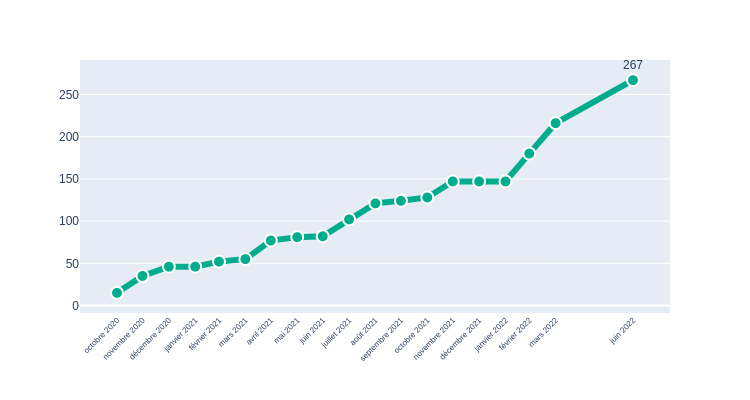 267
250
200
150
100
50
0
octobre 2020
novembre 2020
décembre 2020
janvier 2021
février 2021
mars 2021
avril 2021
mai 2021
juin 2021
juillet 2021
août 2021
septembre 2021
octobre 2021
novembre 2021
décembre 2021
janvier 2022
février 2022
mars 2022
juin 2022